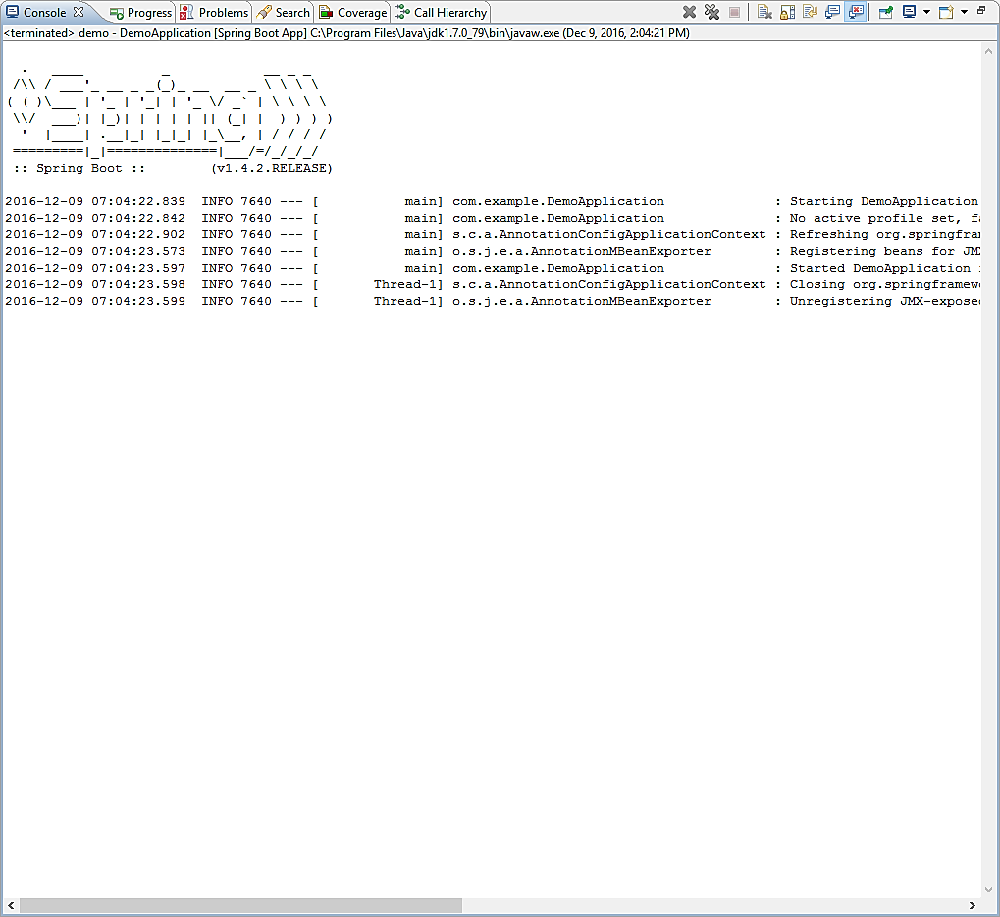 Console Progress Problems Search Coverage Call Hierarchy
<terminated> demo - DemoApplication [Spring Boot App] C:\Program Files\Java\jdk1.7.0_79\bin\javaw.exe (Dec 9, 2016, 2:04:21 PM)
  .   ____          _            __ _ _
 /\\ / ___'_ __ _ _(_)_ __  __ _ \ \ \ \
( ( )\___ | '_ | '_| | '_ \/ _` | \ \ \ \
 \\/  ___)| |_)| | | | | || (_| |  ) ) ) )
  '  |____| .__|_| |_|_| |_\__, | / / / /
 =========|_|==============|___/=/_/_/_/
 :: Spring Boot ::        (v1.4.2.RELEASE)
2016-12-09 07:04:22.839  INFO 7640 --- [           main] com.example.DemoApplication              : Starting DemoApplication
2016-12-09 07:04:22.842  INFO 7640 --- [           main] com.example.DemoApplication              : No active profile set, fa
2016-12-09 07:04:22.902  INFO 7640 --- [           main] s.c.a.AnnotationConfigApplicationContext : Refreshing org.springfram
2016-12-09 07:04:23.573  INFO 7640 --- [           main] o.s.j.e.a.AnnotationMBeanExporter        : Registering beans for JMX
2016-12-09 07:04:23.597  INFO 7640 --- [           main] com.example.DemoApplication              : Started DemoApplication
2016-12-09 07:04:23.598  INFO 7640 --- [       Thread-1] s.c.a.AnnotationConfigApplicationContext : Closing org.springframewo
2016-12-09 07:04:23.599  INFO 7640 --- [       Thread-1] o.s.j.e.a.AnnotationMBeanExporter        : Unregistering JMX-exposed